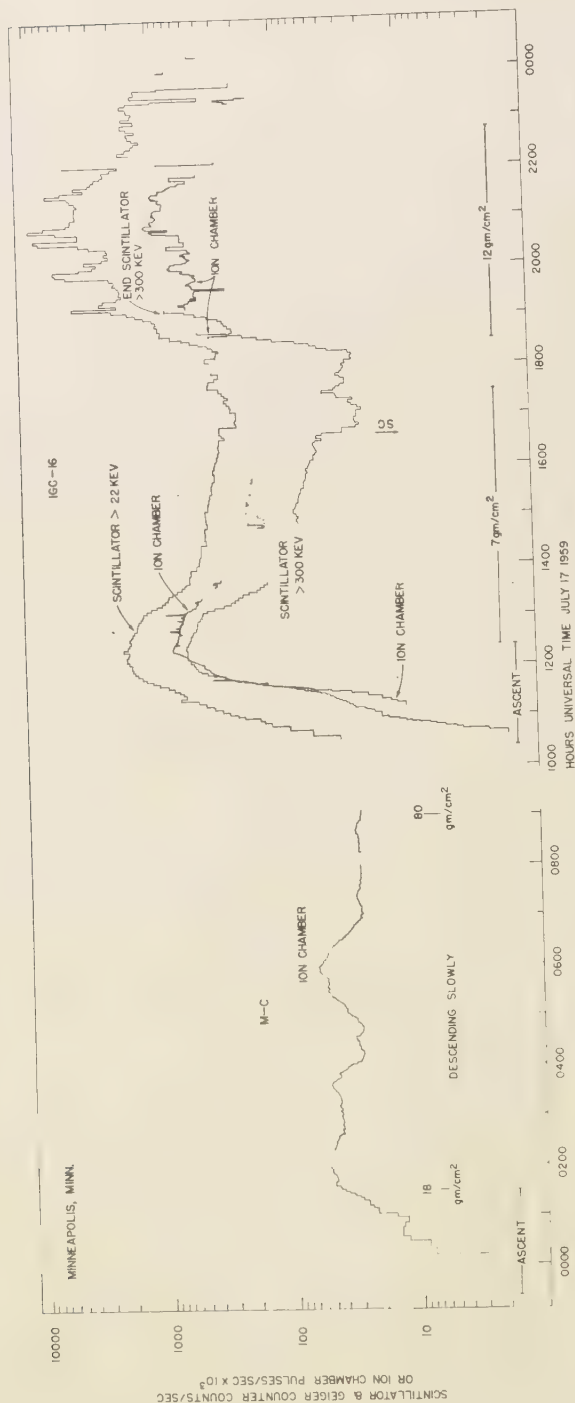 SCINTILLATOR & GEIGER COUNTER COUNTS/SEC
OR ION CHAMBER PULSES/SEC × 10³
10000
1000
100
10
MINNEAPOLIS, MINN.
M-C
ION CHAMBER
18
gm/cm²
DESCENDING SLOWLY
80
gm/cm²
ASCENT
0000
0200
0400
0600
0800
IGC-16
SCINTILLATOR > 22 KEV
ION CHAMBER
SCINTILLATOR
>300 KEV
ION CHAMBER
END SCINTILLATOR
>300 KEV
ION CHAMBER
SC
ASCENT
7gm/cm²
12gm/cm²
1000
1200
1400
1600
1800
2000
2200
0000
HOURS UNIVERSAL TIME JULY 17 1959